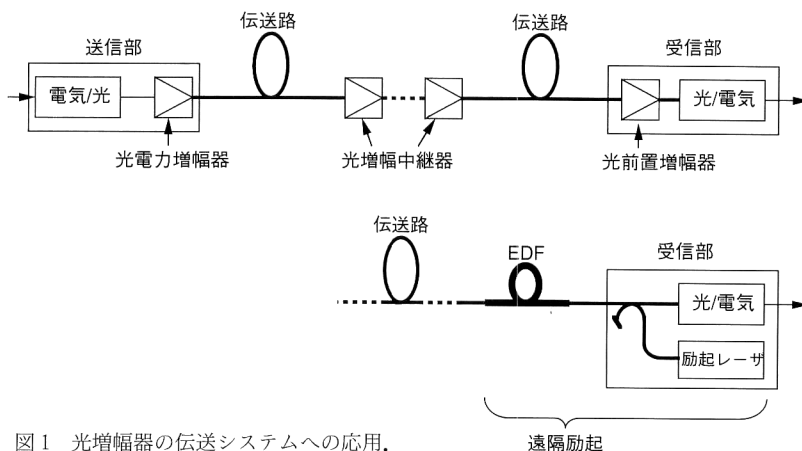 伝送路
伝送路
送信部
受信部
電気/光
光/電気
光電力増幅器
光増幅中継器
光前置増幅器
伝送路
EDF
受信部
光/電気
励起レーザ
図1 光増幅器の伝送システムへの応用．
遠隔励起